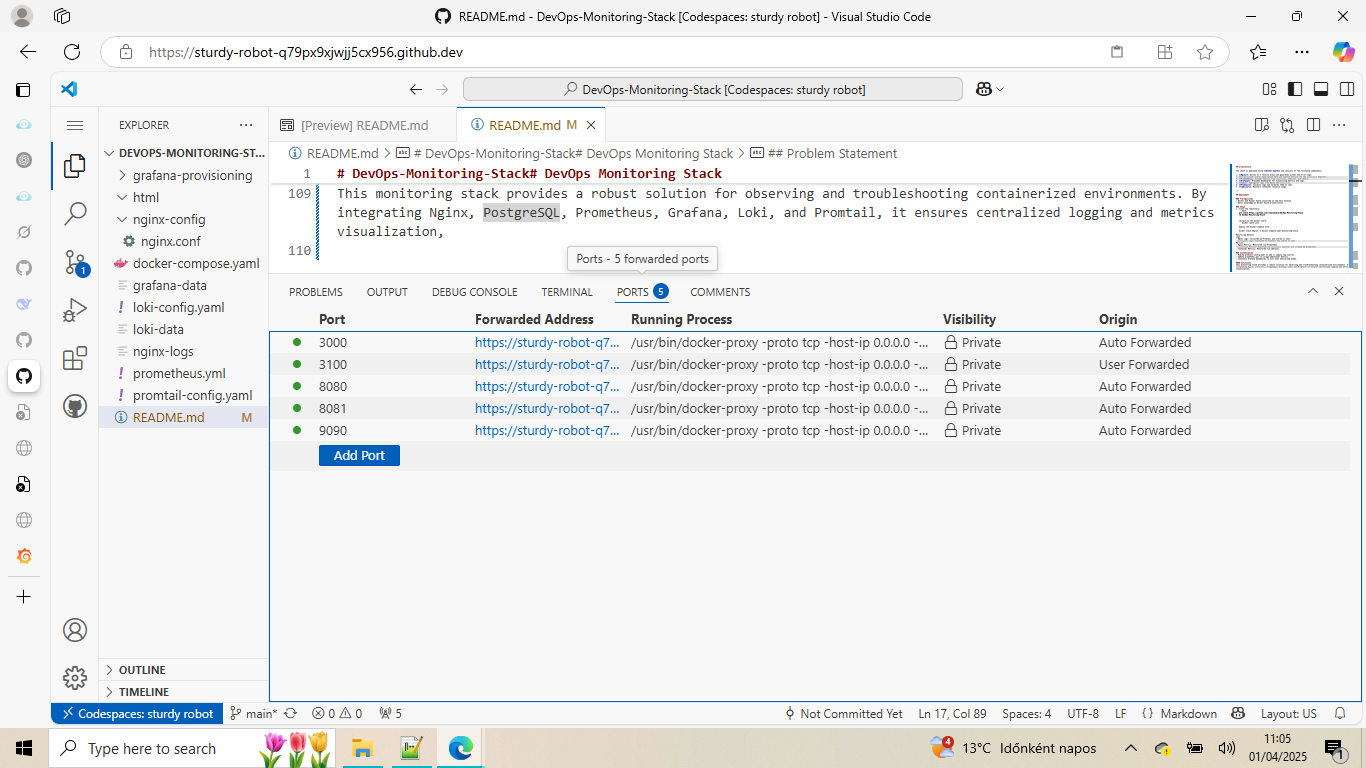 README.md - DevOps-Monitoring-Stack [Codespaces: sturdy robot] - Visual Studio Code
https://sturdy-robot-q79px9xjwjj5cx956.github.dev
DevOps-Monitoring-Stack [Codespaces: sturdy robot]
EXPLORER
DEVOPS-MONITORING-ST...
grafana-provisioning
html
nginx-config
nginx.conf
docker-compose.yaml
grafana-data
loki-config.yaml
loki-data
nginx-logs
prometheus.yml
promtail-config.yaml
README.md M
OUTLINE
TIMELINE
1
[Preview] README.md
README.md M
README.md > # DevOps-Monitoring-Stack# DevOps Monitoring Stack > ## Problem Statement
1 # DevOps-Monitoring-Stack# DevOps Monitoring Stack
109 This monitoring stack provides a robust solution for observing and troubleshooting containerized environments. By
integrating Nginx, PostgreSQL, Prometheus, Grafana, Loki, and Promtail, it ensures centralized logging and metrics
visualization,
110
Ports - 5 forwarded ports
PROBLEMS OUTPUT DEBUG CONSOLE TERMINAL PORTS 5 COMMENTS
Port Forwarded Address Running Process Visibility Origin
3000 https://sturdy-robot-q7... /usr/bin/docker-proxy -proto tcp -host-ip 0.0.0.0 -... Private Auto Forwarded
3100 https://sturdy-robot-q7... /usr/bin/docker-proxy -proto tcp -host-ip 0.0.0.0 -... Private User Forwarded
8080 https://sturdy-robot-q7... /usr/bin/docker-proxy -proto tcp -host-ip 0.0.0.0 -... Private Auto Forwarded
8081 https://sturdy-robot-q7... /usr/bin/docker-proxy -proto tcp -host-ip 0.0.0.0 -... Private Auto Forwarded
9090 https://sturdy-robot-q7... /usr/bin/docker-proxy -proto tcp -host-ip 0.0.0.0 -... Private Auto Forwarded
Add Port
Codespaces: sturdy robot main* 0 0 5 Not Committed Yet Ln 17, Col 89 Spaces: 4 UTF-8 LF {} Markdown Layout: US
Type here to search
4 13°C Időnként napos
11:05
01/04/2025
1